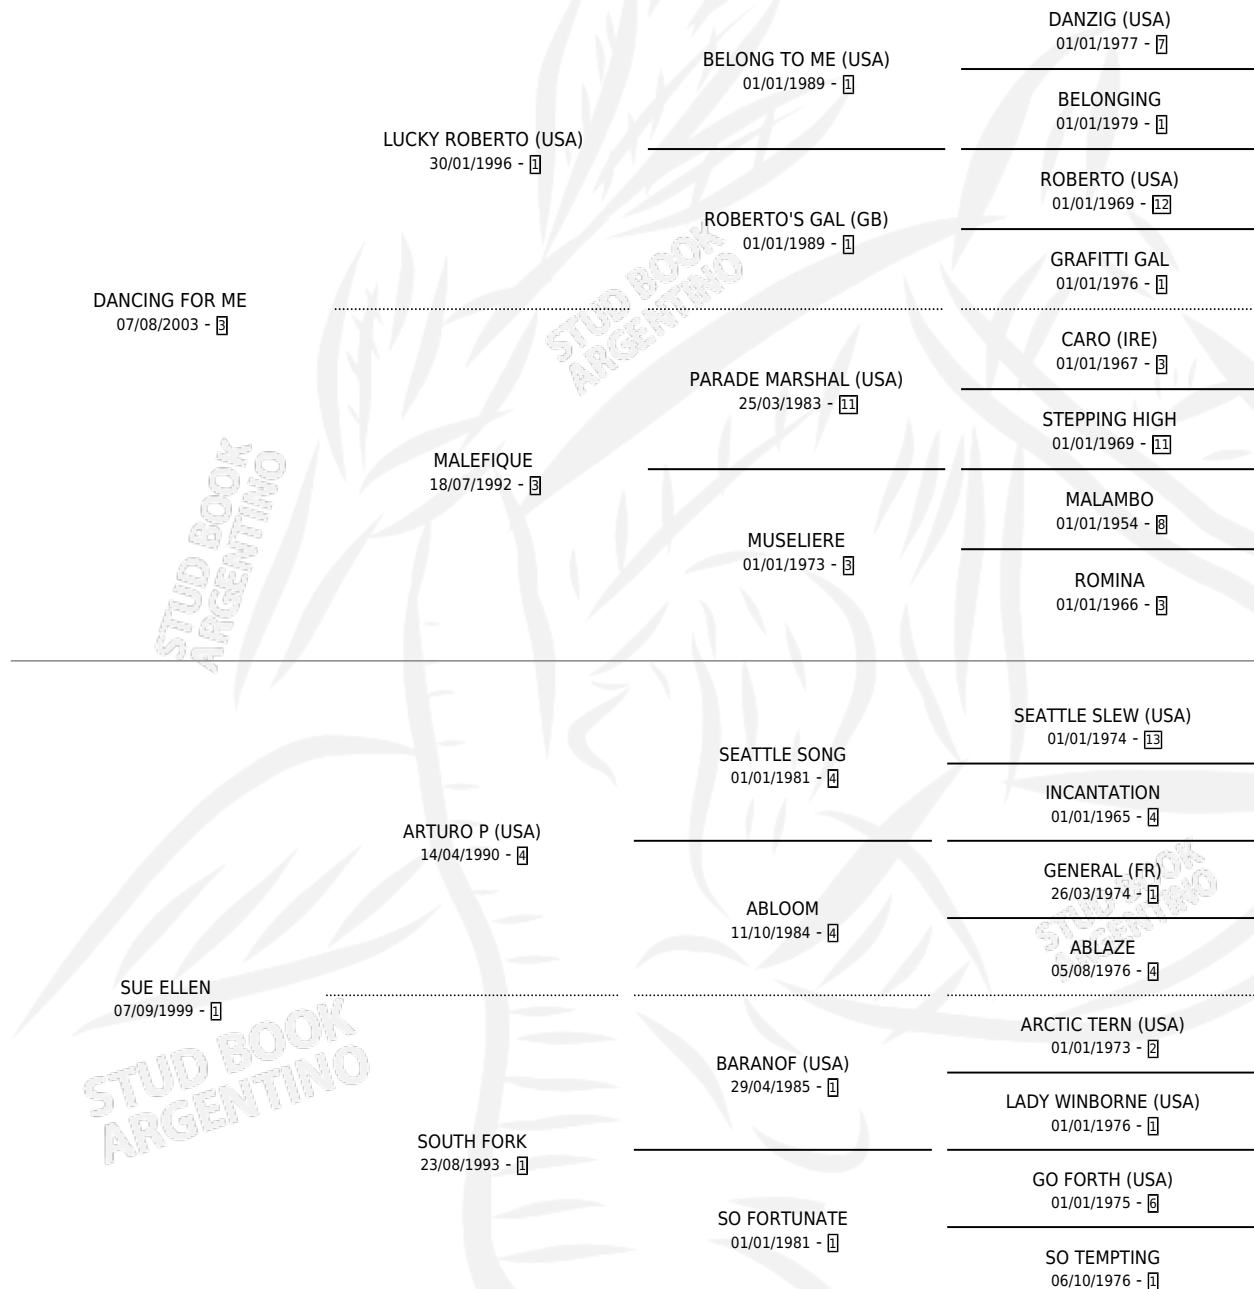 DANCING FOR ME
07/08/2003 - 3
LUCKY ROBERTO (USA)
30/01/1996 - 1
BELONG TO ME (USA)
01/01/1989 - 1
DANZIG (USA)
01/01/1977 - 7
BELONGING
01/01/1979 - 1
ROBERTO'S GAL (GB)
01/01/1989 - 1
ROBERTO (USA)
01/01/1969 - 12
GRAFITTI GAL
01/01/1976 - 1
MALEFIQUE
18/07/1992 - 3
PARADE MARSHAL (USA)
25/03/1983 - 11
CARO (IRE)
01/01/1967 - 3
STEPPING HIGH
01/01/1969 - 11
MUSELIERE
01/01/1973 - 3
MALAMBO
01/01/1954 - 8
ROMINA
01/01/1966 - 3
SUE ELLEN
07/09/1999 - 1
ARTURO P (USA)
14/04/1990 - 4
SEATTLE SONG
01/01/1981 - 4
SEATTLE SLEW (USA)
01/01/1974 - 13
INCANTATION
01/01/1965 - 4
ABLOOM
11/10/1984 - 4
GENERAL (FR)
26/03/1974 - 1
ABLAZE
05/08/1976 - 4
SOUTH FORK
23/08/1993 - 1
BARANOF (USA)
29/04/1985 - 1
ARCTIC TERN (USA)
01/01/1973 - 2
LADY WINBORNE (USA)
01/01/1976 - 1
SO FORTUNATE
01/01/1981 - 1
GO FORTH (USA)
01/01/1975 - 6
SO TEMPTING
06/10/1976 - 1
STUD BOOK
ARGENTINO
STUD BOOK
ARGENTINO
STUD BOOK
ARGENTINO
STUD BOOK
ARGENTINO